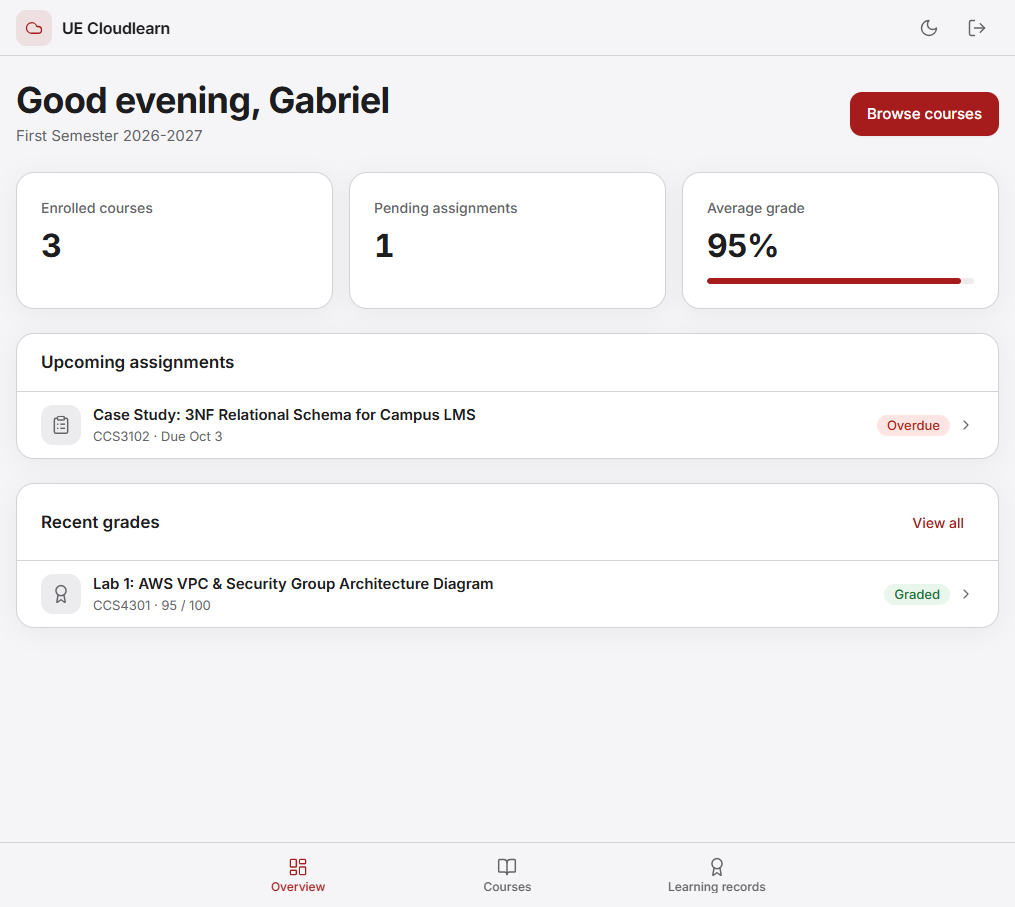 UE Cloudlearn
Good evening, Gabriel
First Semester 2026-2027
Browse courses
Enrolled courses
3
Pending assignments
1
Average grade
95%
Upcoming assignments
Case Study: 3NF Relational Schema for Campus LMS
CCS3102 · Due Oct 3
Overdue
Recent grades
View all
Lab 1: AWS VPC & Security Group Architecture Diagram
CCS4301 · 95 / 100
Graded
Overview
Courses
Learning records